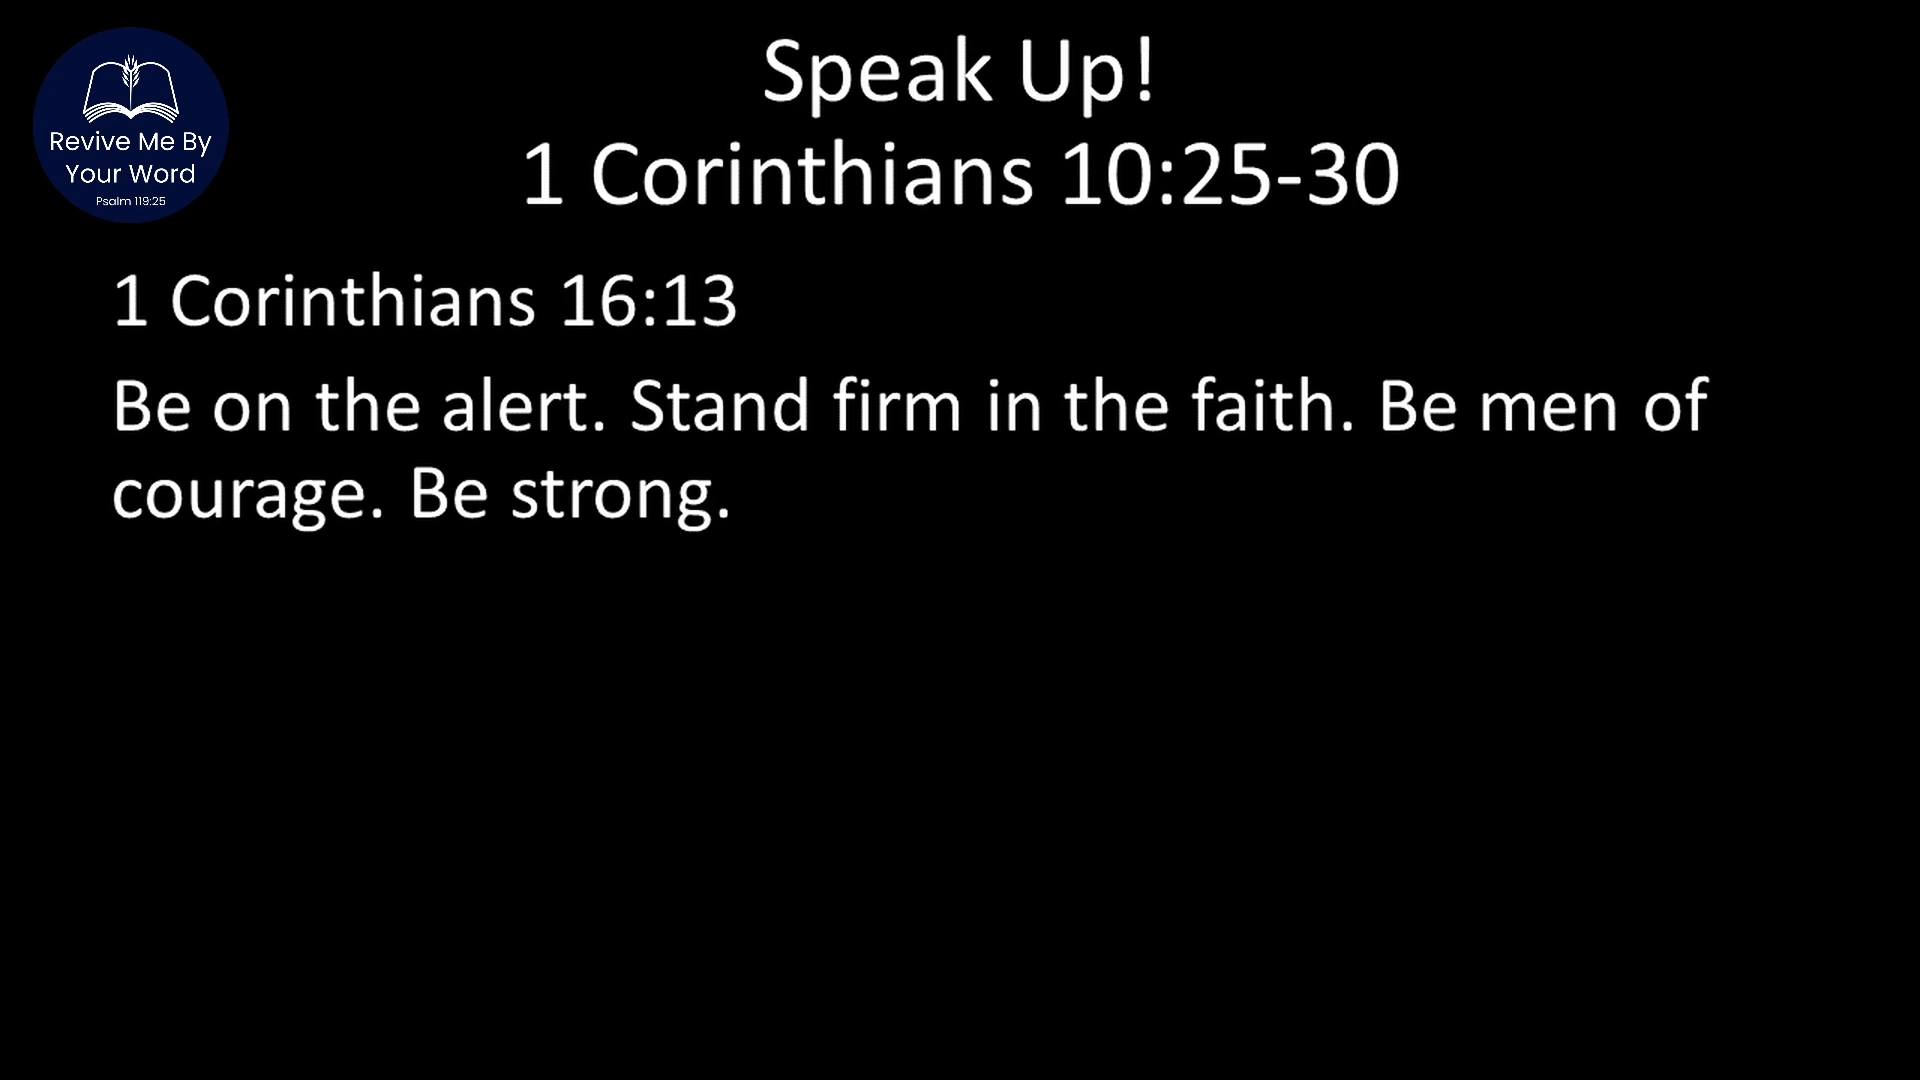 Revive Me By
Your Word
Psalm 119:25
Speak Up!
1 Corinthians 10:25-30
1 Corinthians 16:13
Be on the alert. Stand firm in the faith. Be men of
courage. Be strong.